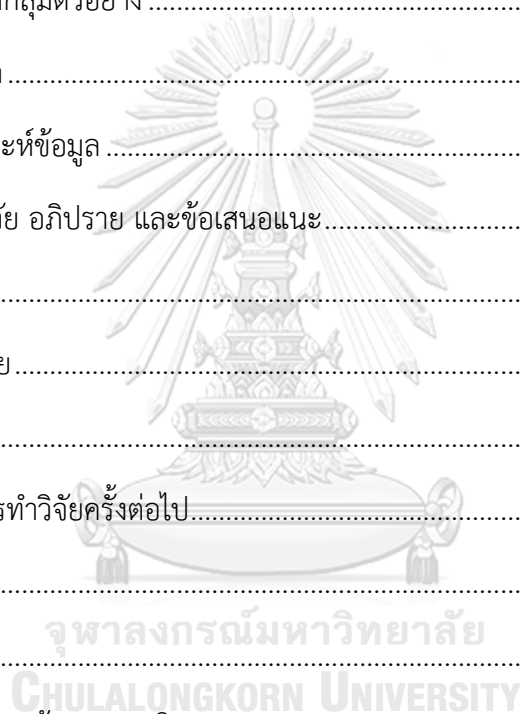 กลุ่มตัวอย่าง ........................................
ะห์ข้อมูล ........................................
ัย อภิปราย และข้อเสนอแนะ ........................................
รทำวิจัยครั้งต่อไป ........................................
จุฬาลงกรณ์มหาวิทยาลัย
CHULALONGKORN UNIVERSITY